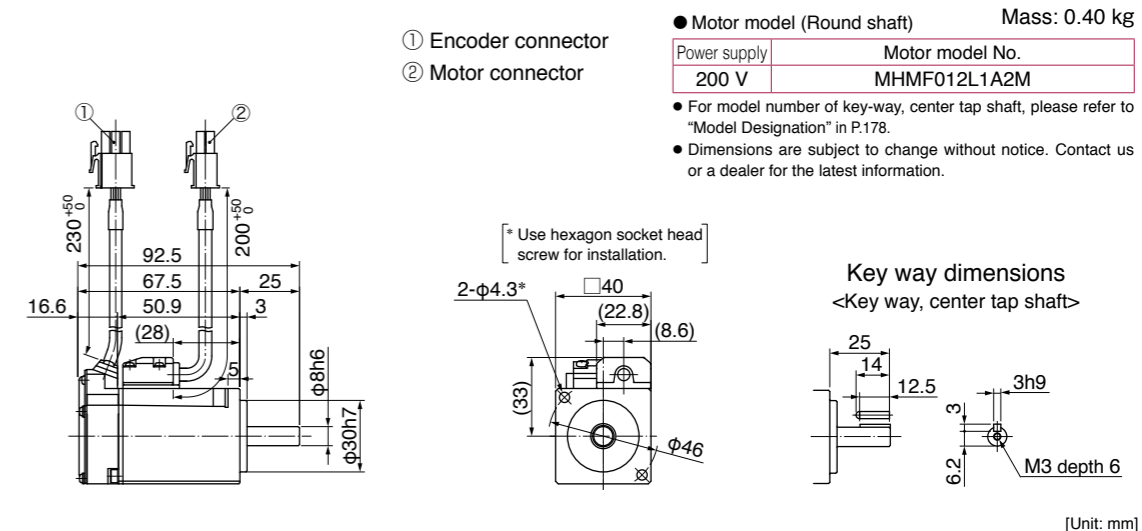 ① Encoder connector
② Motor connector
● Motor model (Round shaft)
Mass: 0.40 kg
Power supply Motor model No.
200 V MHMF012L1A2M
● For model number of key-way, center tap shaft, please refer to
“Model Designation” in P.178.
● Dimensions are subject to change without notice. Contact us
or a dealer for the latest information.
① ②
230 +50 0
200 +50 0
92.5
67.5 25
16.6 50.9 3
(28)
5
φ8h6
φ30h7
* Use hexagon socket head
screw for installation.
2-φ4.3*
□40
(22.8)
(8.6)
(33)
φ46
Key way dimensions
<Key way, center tap shaft>
25
14
12.5
3h9
3
6.2
M3 depth 6
[Unit: mm]